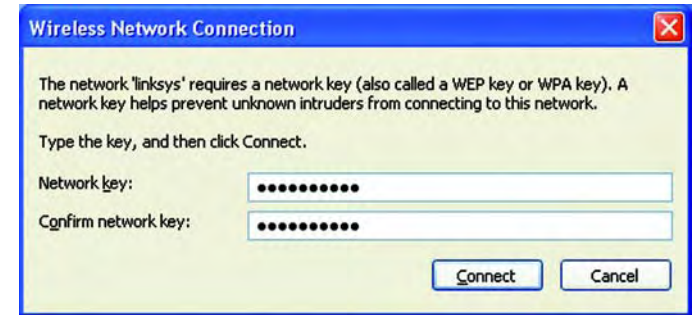 Wireless Network Connection
The network 'linksys' requires a network key (also called a WEP key or WPA key). A
network key helps prevent unknown intruders from connecting to this network.
Type the key, and then click Connect.
Network key: ●●●●●●●●●●
Confirm network key: ●●●●●●●●●●
Connect Cancel